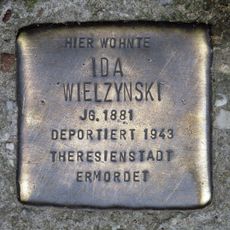 HIER WOHNTE
IDA
WIELZYNSKI
JG. 1881
DEPORTIERT 1943
THERESIENSTADT
ERMORDET